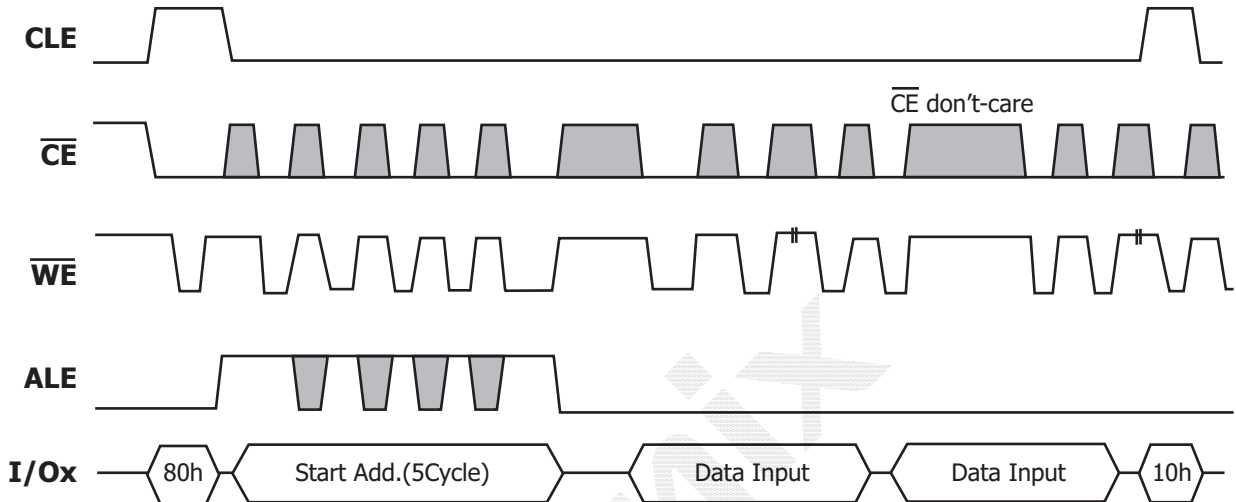 CLE
CE don't-care
CE
WE
ALE
I/Ox 80h Start Add.(5Cycle) Data Input Data Input 10h